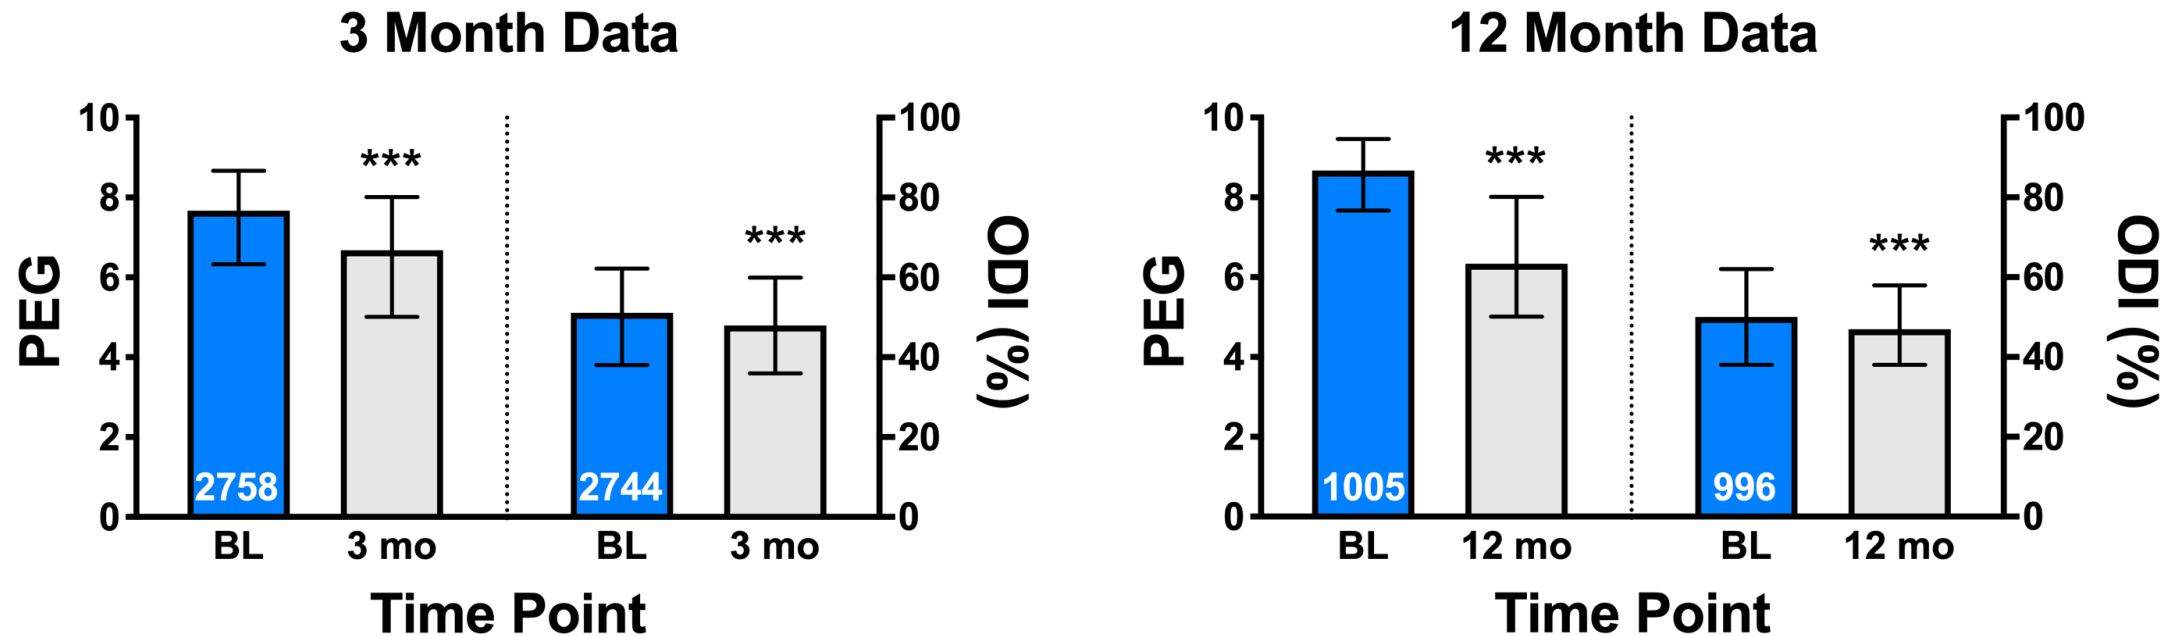 3 Month Data
10
8
6
4
2
0
PEG
***
***
2758
2744
100
80
60
40
20
0
ODI (%)
BL
3 mo
BL
3 mo
Time Point
12 Month Data
10
8
6
4
2
0
PEG
***
***
1005
996
100
80
60
40
20
0
ODI (%)
BL
12 mo
BL
12 mo
Time Point